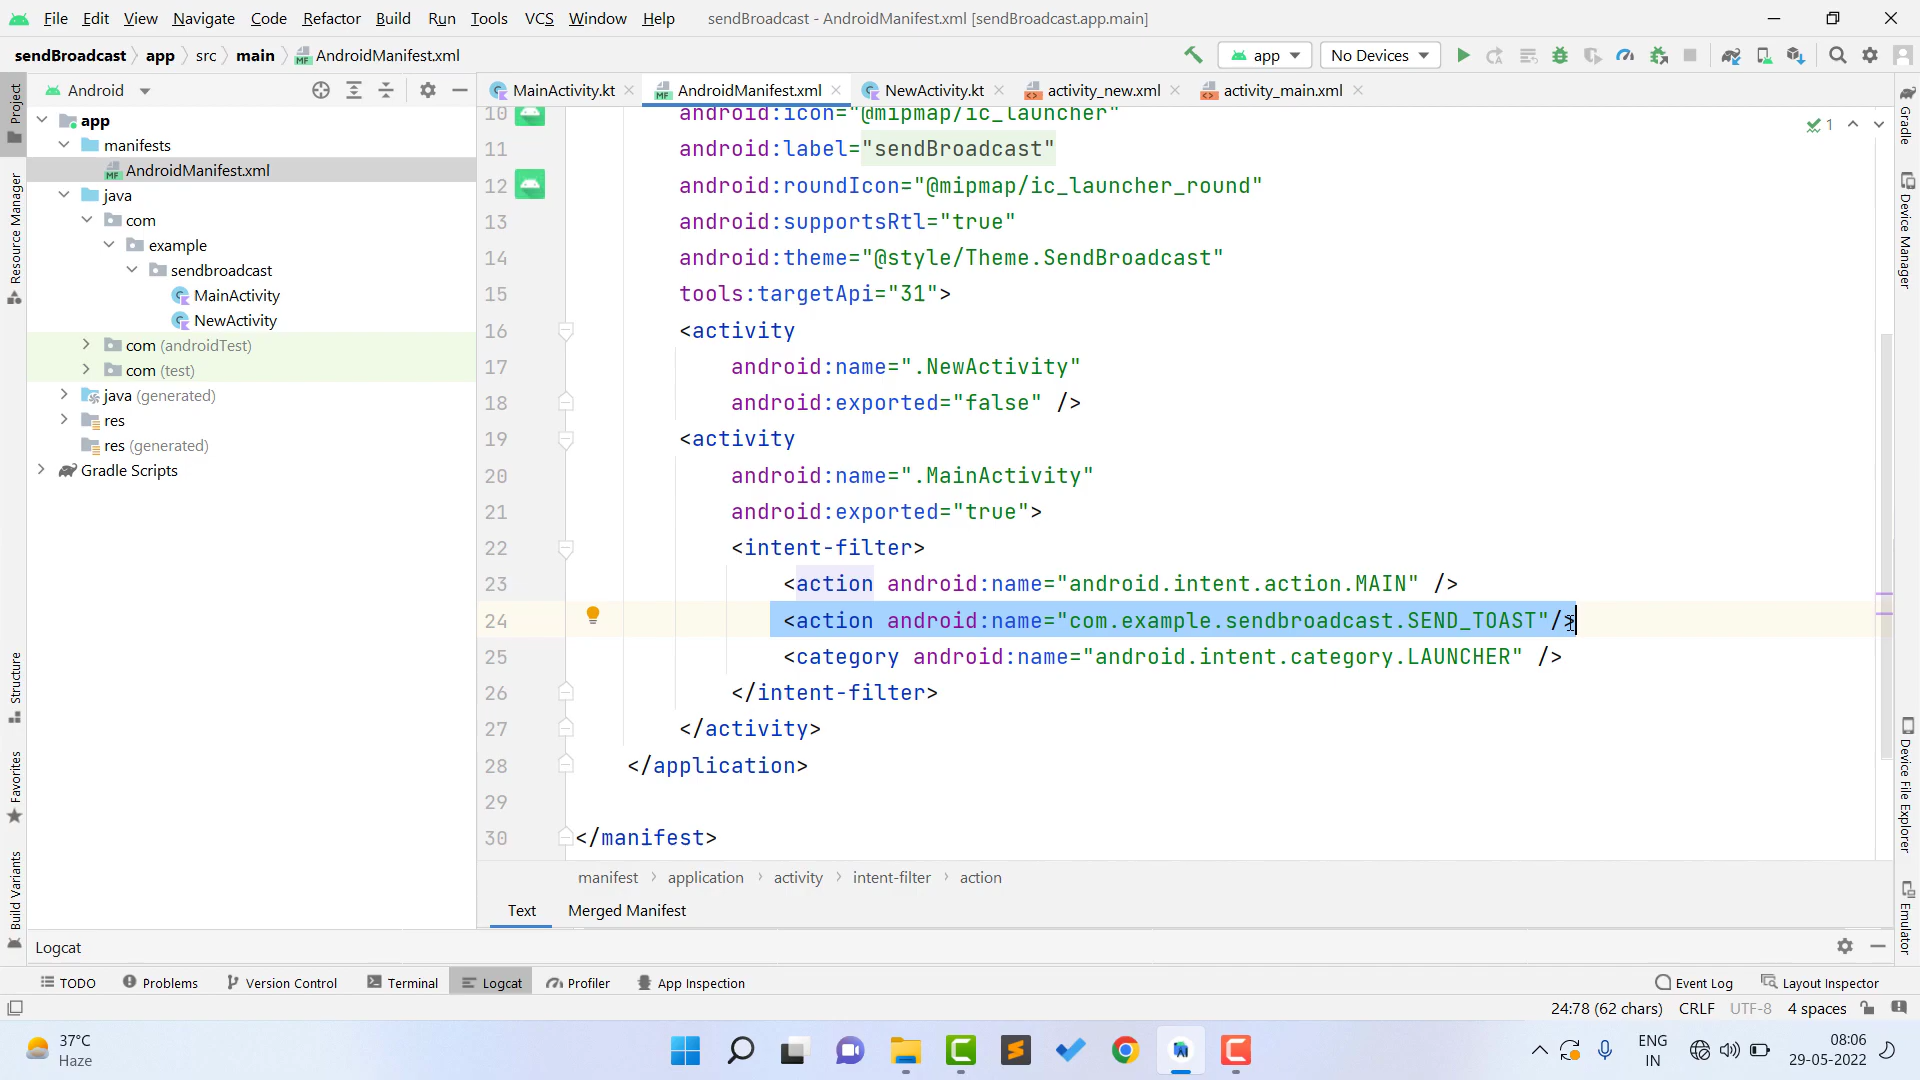 File Edit View Navigate Code Refactor Build Run Tools VCS Window Help sendBroadcast - AndroidManifest.xml [sendBroadcast.app.main]
sendBroadcast app src main AndroidManifest.xml app No Devices
Project
Resource Manager
Structure
Favorites
Build Variants
Android
app
manifests
AndroidManifest.xml
java
com
example
sendbroadcast
MainActivity
NewActivity
com (androidTest)
com (test)
java (generated)
res
res (generated)
Gradle Scripts
MainActivity.kt AndroidManifest.xml NewActivity.kt activity_new.xml activity_main.xml
1
10 android:icon="@mipmap/ic_launcher"
11 android:label="sendBroadcast"
12 android:roundIcon="@mipmap/ic_launcher_round"
13 android:supportsRtl="true"
14 android:theme="@style/Theme.SendBroadcast"
15 tools:targetApi="31">
16 <activity
17 android:name=".NewActivity"
18 android:exported="false" />
19 <activity
20 android:name=".MainActivity"
21 android:exported="true">
22 <intent-filter>
23 <action android:name="android.intent.action.MAIN" />
24 <action android:name="com.example.sendbroadcast.SEND_TOAST"/>
25 <category android:name="android.intent.category.LAUNCHER" />
26 </intent-filter>
27 </activity>
28 </application>
29
30 </manifest>
manifest application activity intent-filter action
Text Merged Manifest
Gradle
Device Manager
Device File Explorer
Emulator
Logcat
TODO Problems Version Control Terminal Logcat Profiler App Inspection Event Log Layout Inspector
24:78 (62 chars) CRLF UTF-8 4 spaces
37°C
Haze
ENG
IN
08:06
29-05-2022